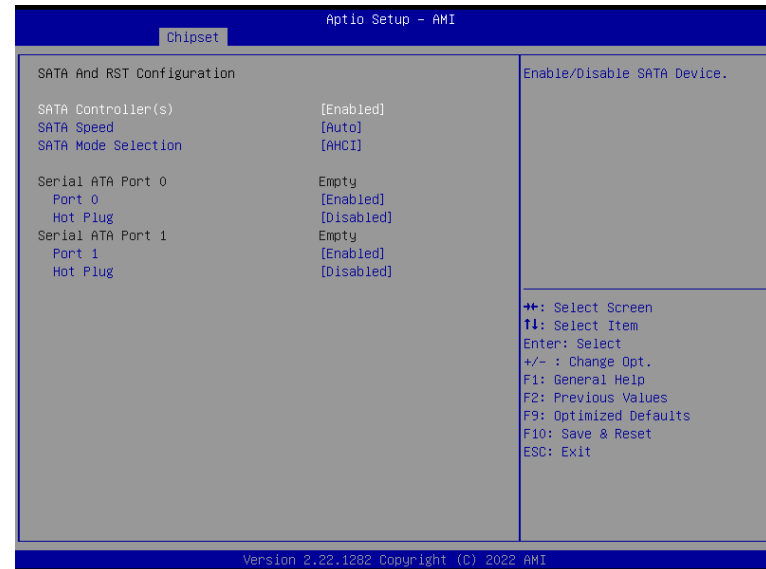 Aptio Setup – AMI
Chipset
SATA And RST Configuration
Enable/Disable SATA Device.
SATA Controller(s) [Enabled]
SATA Speed [Auto]
SATA Mode Selection [AHCI]
Serial ATA Port 0 Empty
Port 0 [Enabled]
Hot Plug [Disabled]
Serial ATA Port 1 Empty
Port 1 [Enabled]
Hot Plug [Disabled]
→←: Select Screen
↑↓: Select Item
Enter: Select
+/- : Change Opt.
F1: General Help
F2: Previous Values
F9: Optimized Defaults
F10: Save & Reset
ESC: Exit
Version 2.22.1282 Copyright (C) 2022 AMI